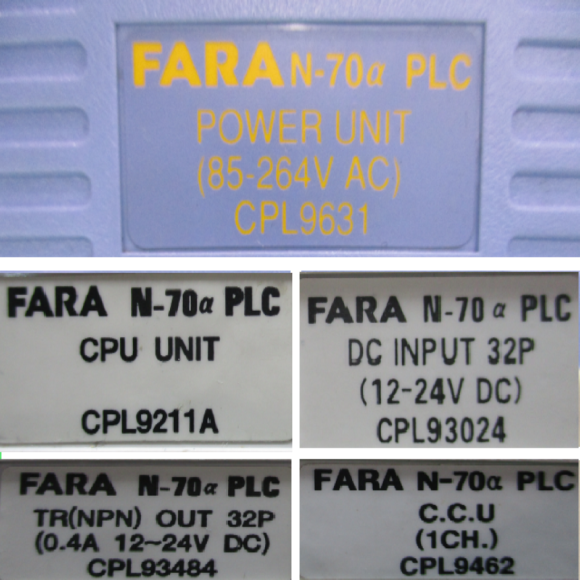 FARA N-70α PLC
POWER UNIT
(85-264V AC)
CPL9631
FARA N-70α PLC
CPU UNIT
CPL9211A
FARA N-70α PLC
DC INPUT 32P
(12-24V DC)
CPL93024
FARA N-70α PLC
TR(NPN) OUT 32P
(0.4A 12~24V DC)
CPL93484
FARA N-70α PLC
C.C.U
(1CH.)
CPL9462